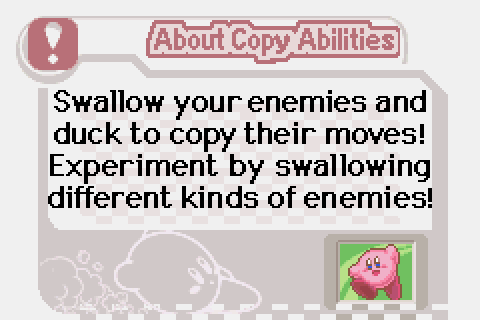 !
About Copy Abilities
Swallow your enemies and
duck to copy their moves!
Experiment by swallowing
different kinds of enemies!